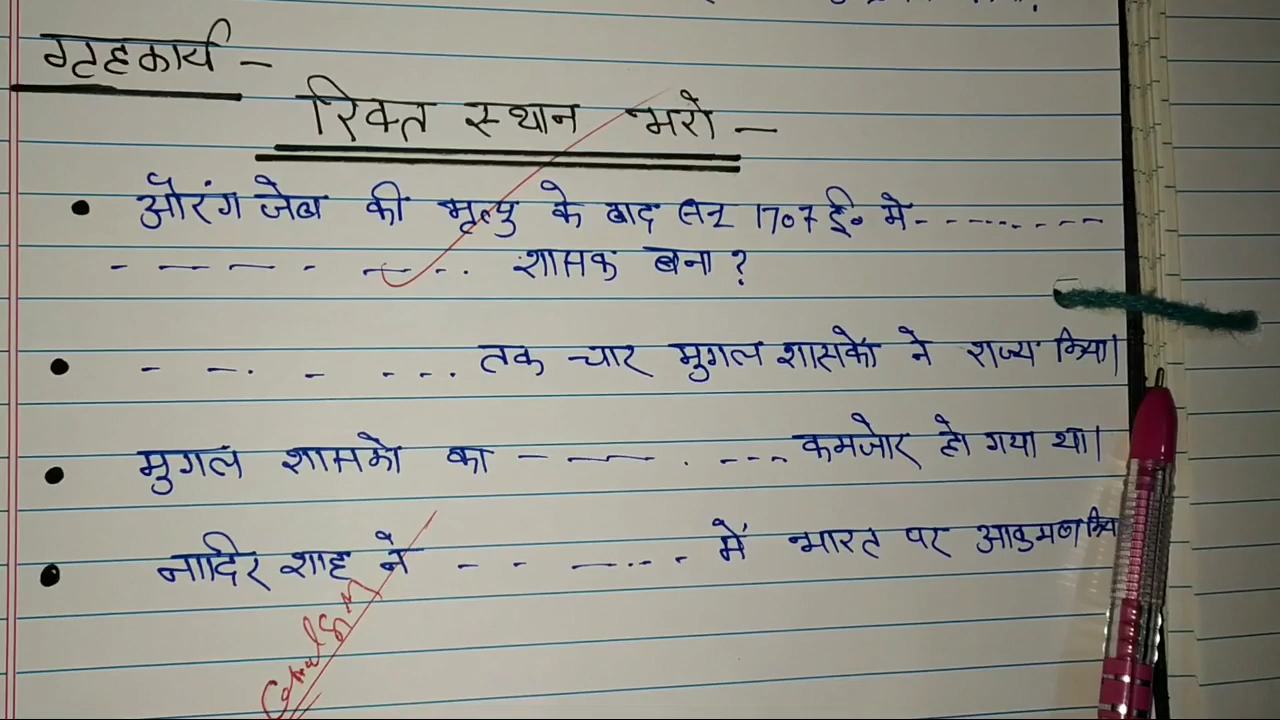 गृहकार्य –
रिक्त स्थान भरो –
• औरंगजेब की मृत्यु के बाद सन 1707 ई॰ मे- - - - - - - - - -
- - - - - - - - - शासक बना ?
• - - - - - - - - तक चार मुगल शासकों ने राज्य किया।
• मुगल शासको का - - - - - - - - कमजोर हो गया था।
• नादिर शाह ने - - - - - - - में भारत पर आक्रमण किया